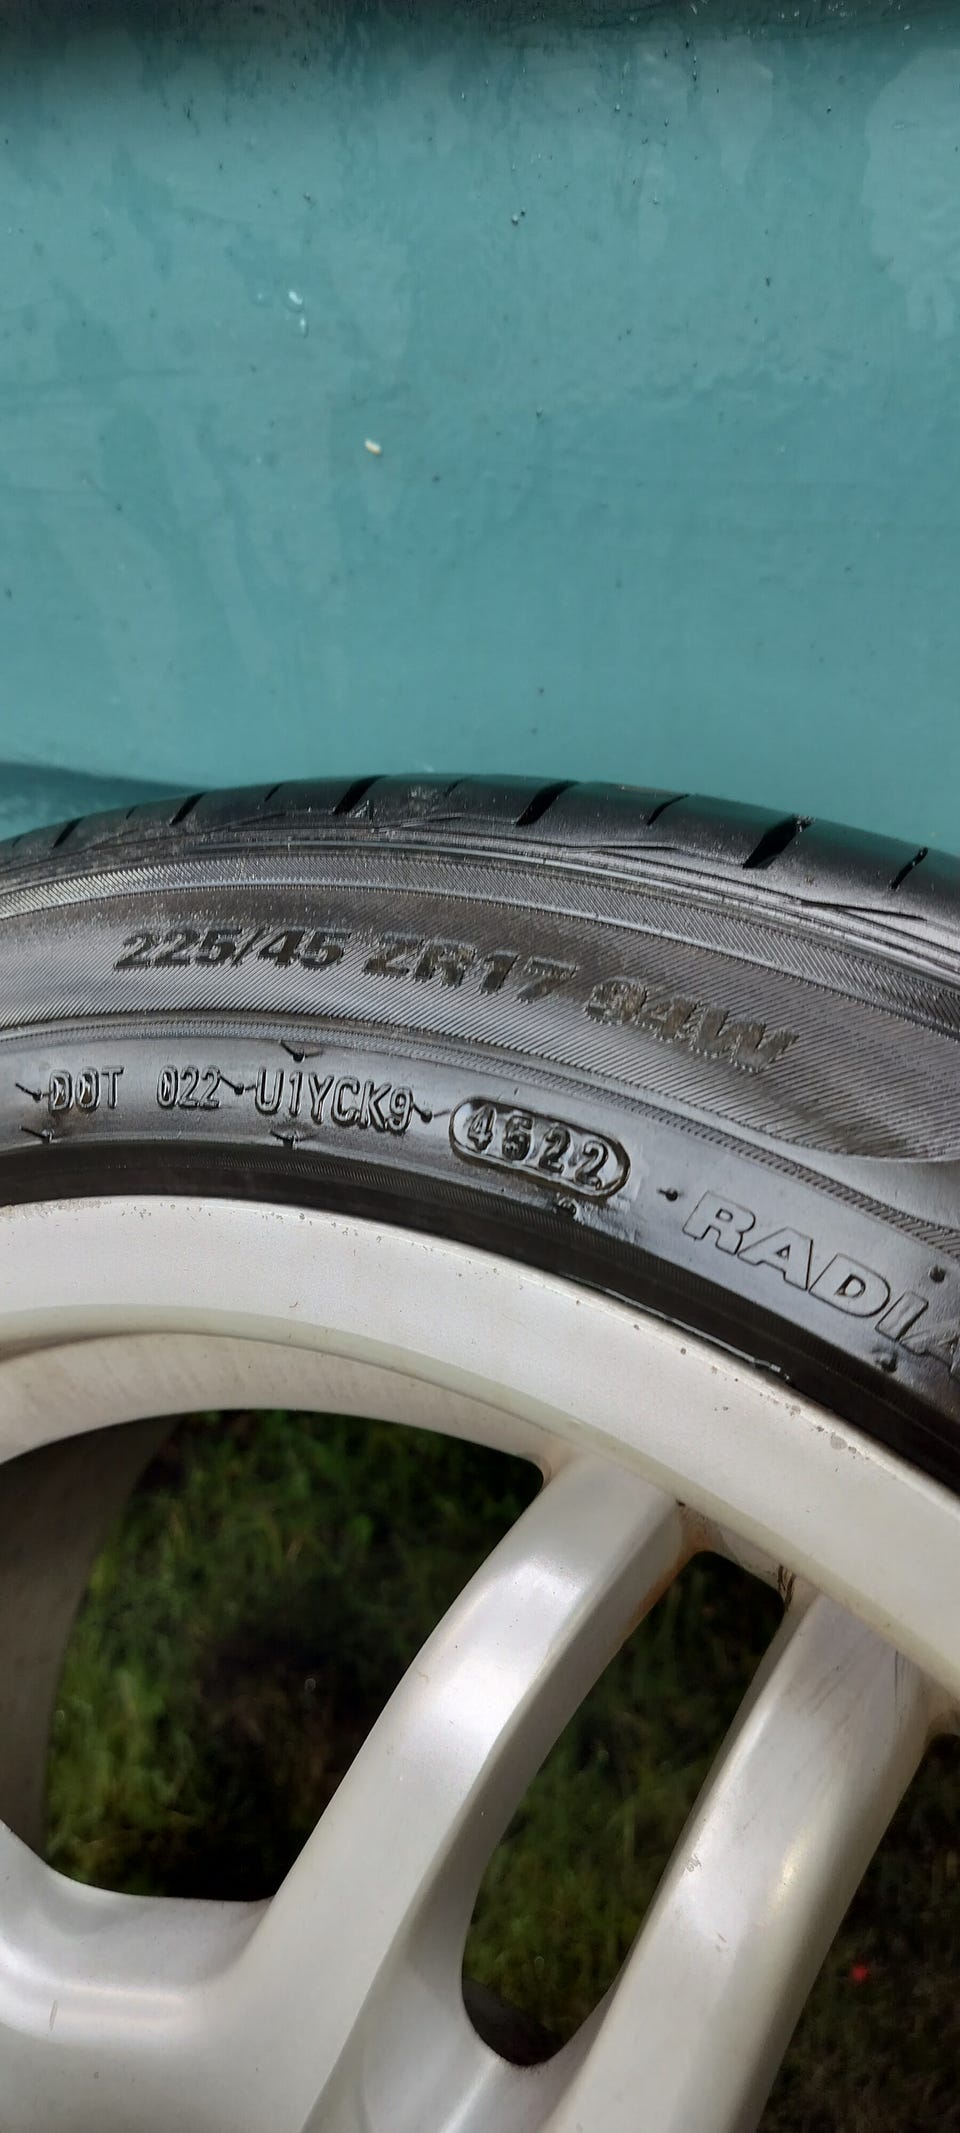 225/45 ZR17 94W
DOT 022 U1YCK9 4522
RADIA